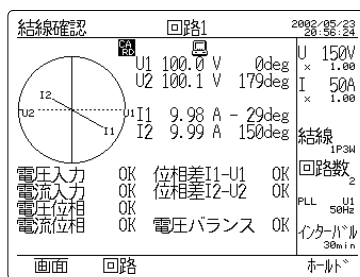 結線確認 回路1 2002/05/23
20:56:24
CARD
U1 100.0 V 0deg
U2 100.1 V 179deg
I1 9.98 A - 29deg
I2 9.99 A 150deg
I2
U2
U1
I1
電圧入力 OK 位相差I1-U1 OK
電流入力 OK 位相差I2-U2 OK
電圧位相 OK
電流位相 OK 電圧バランス OK
U 150V
× 1.00
I 50A
× 1.00
結線
1P3W
回路数
2
PLL U1
50Hz
インターバル
30min
画面 回路 ホールド